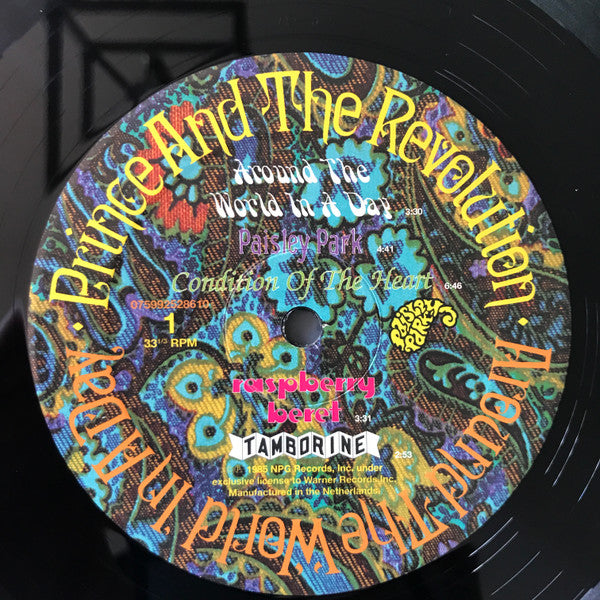 Prince And The Revolution · Around The World In A Day ·
Around The
World In A Day 3:30
Paisley Park 4:41
Condition Of The Heart 6:46
075992528610
1
33 1/3 RPM
PAISLEY
PARK
raspberry
beret 3:31
TAMBORINE 2:53
℗ 1985 NPG Records, Inc. under
exclusive license to Warner Records Inc.
Manufactured in the Netherlands.